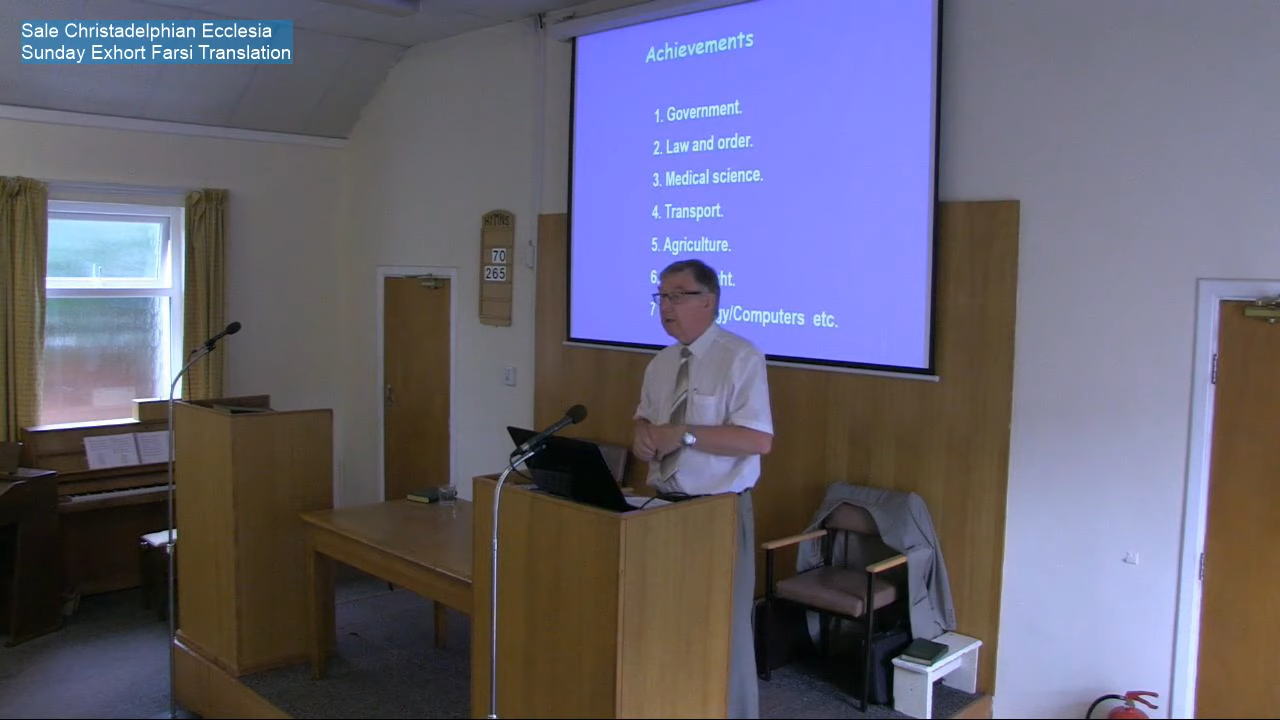 Sale Christadelphian Ecclesia
Sunday Exhort Farsi Translation
Achievements
1. Government.
2. Law and order.
3. Medical science.
4. Transport.
5. Agriculture.
6.
7
/Computers etc.
HYMNS
70
265